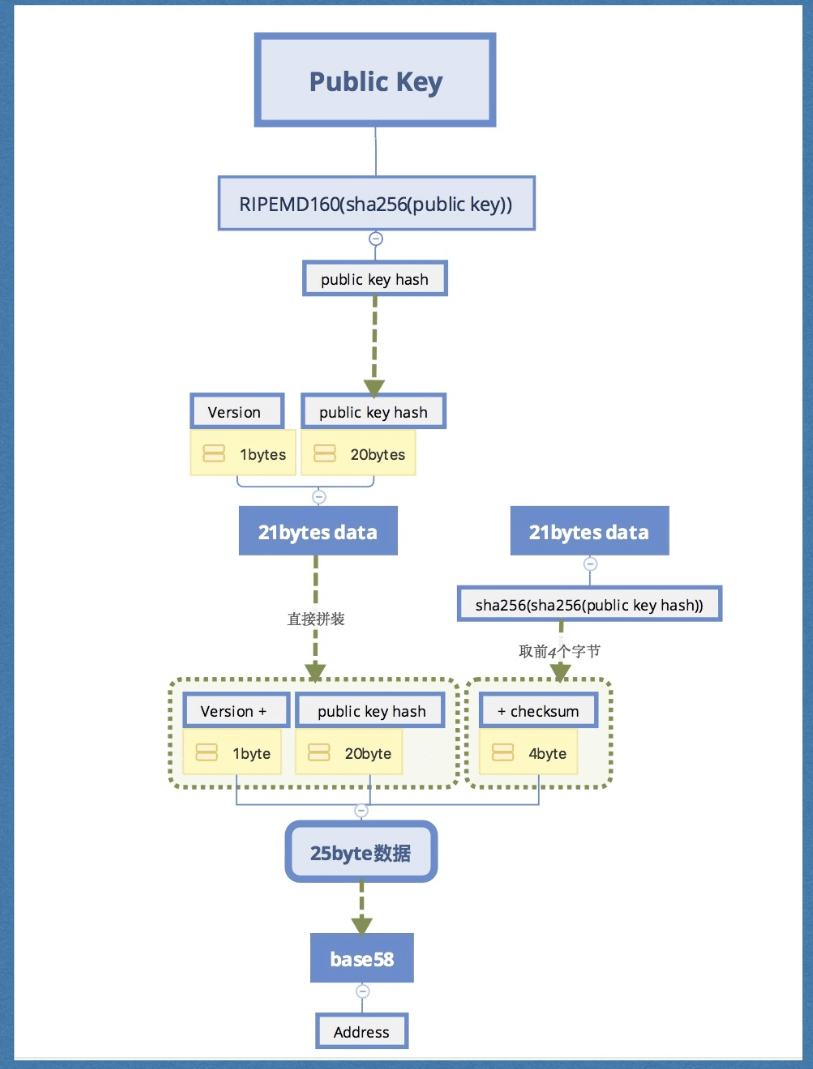 Public Key
RIPEMD160(sha256(public key))
public key hash
Version
public key hash
1bytes
20bytes
21bytes data
21bytes data
sha256(sha256(public key hash))
直接拼装
取前4个字节
Version +
public key hash
+ checksum
1byte
20byte
4byte
25byte数据
base58
Address